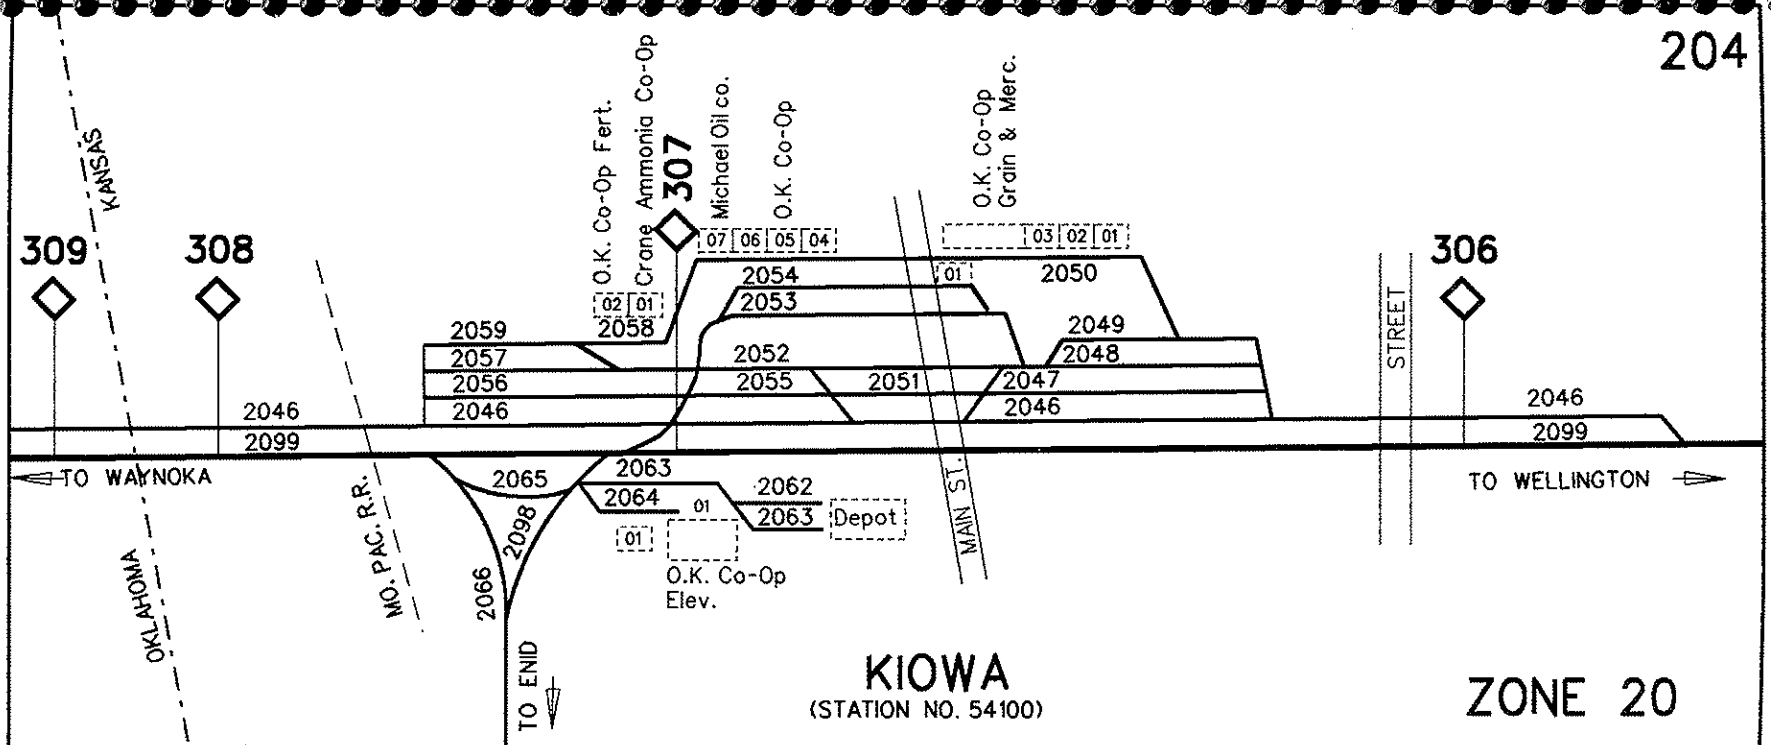 204
KANSAS
309
308
O.K. Co-Op Fert.
Crane Ammonia Co-Op
307
Michael Oil co.
O.K. Co-Op
O.K. Co-Op
Grain & Merc.
306
07 06 05 04
03 02 01
02 01
01
2054
2050
2053
2059
2058
2049
2057
2052
2048
2056
2055
2051
2047
2046
2046
2046
2046
2099
2099
STREET
TO WAYNOKA
TO WELLINGTON
2065
2063
2064
01
2062
2063
Depot
01
2098
2066
O.K. Co-Op
Elev.
MAIN ST.
MO. PAC. R.R.
OKLAHOMA
TO ENID
KIOWA
(STATION NO. 54100)
ZONE 20